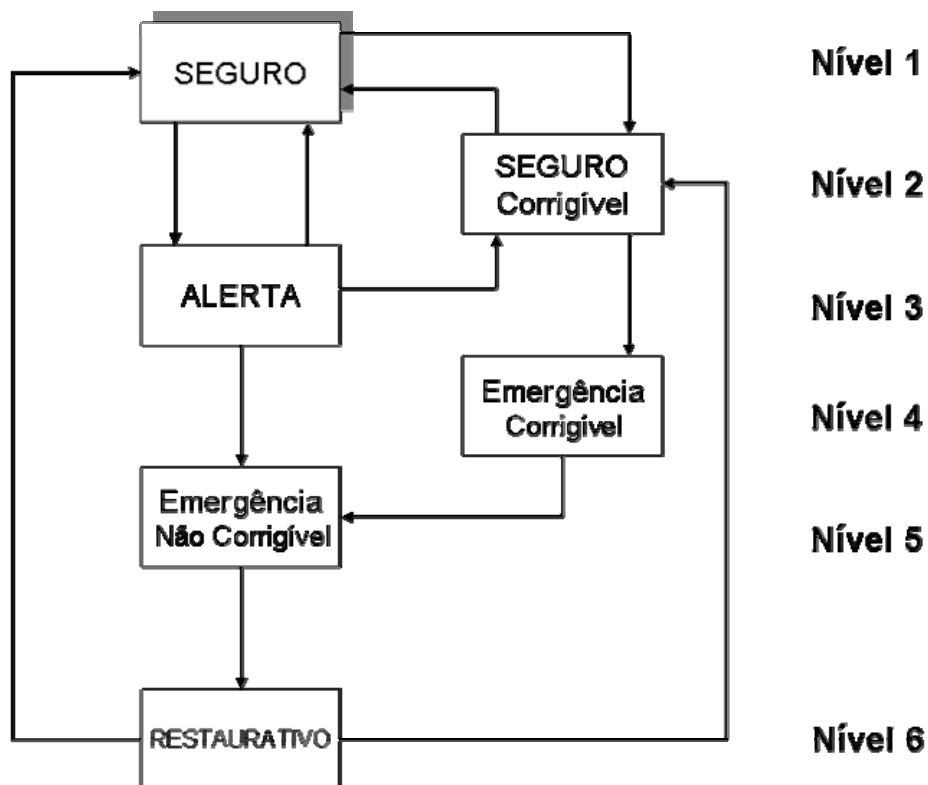 SEGURO
Nível 1
SEGURO
Corrigível
Nível 2
ALERTA
Nível 3
Emergência
Corrigível
Nível 4
Emergência
Não Corrigível
Nível 5
RESTAURATIVO
Nível 6